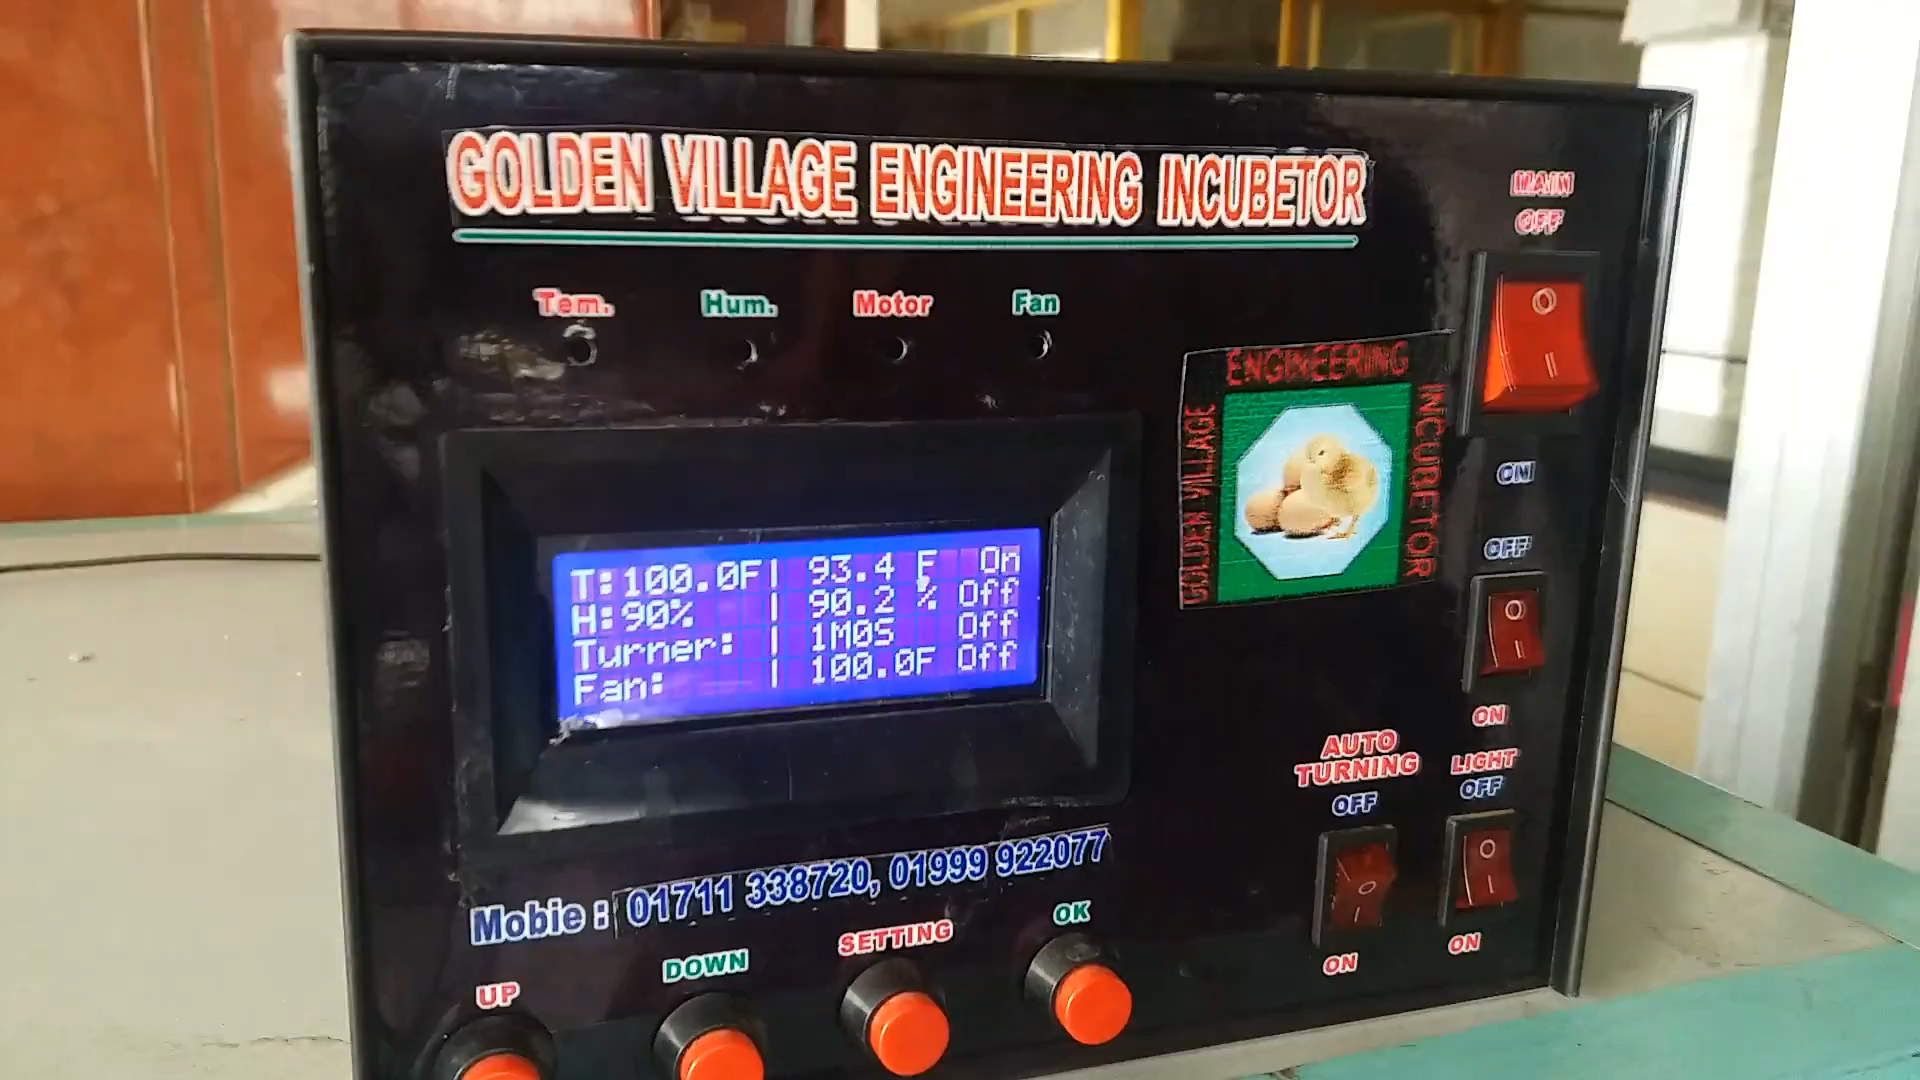 GOLDEN VILLAGE ENGINEERING INCUBETOR
MAIN
OFF
Tem. Hum. Motor Fan
ENGINEERING
GOLDEN VILLAGE
INCUBETOR
ON
OFF
T:100.0F| 93.4 F On
H:90% | 90.2 % Off
Turner: | 1M0S Off
Fan: | 100.0F Off
ON
AUTO
TURNING
OFF
LIGHT
OFF
Mobie : 01711 338720, 01999 922077
ON
ON
UP
DOWN
SETTING
OK